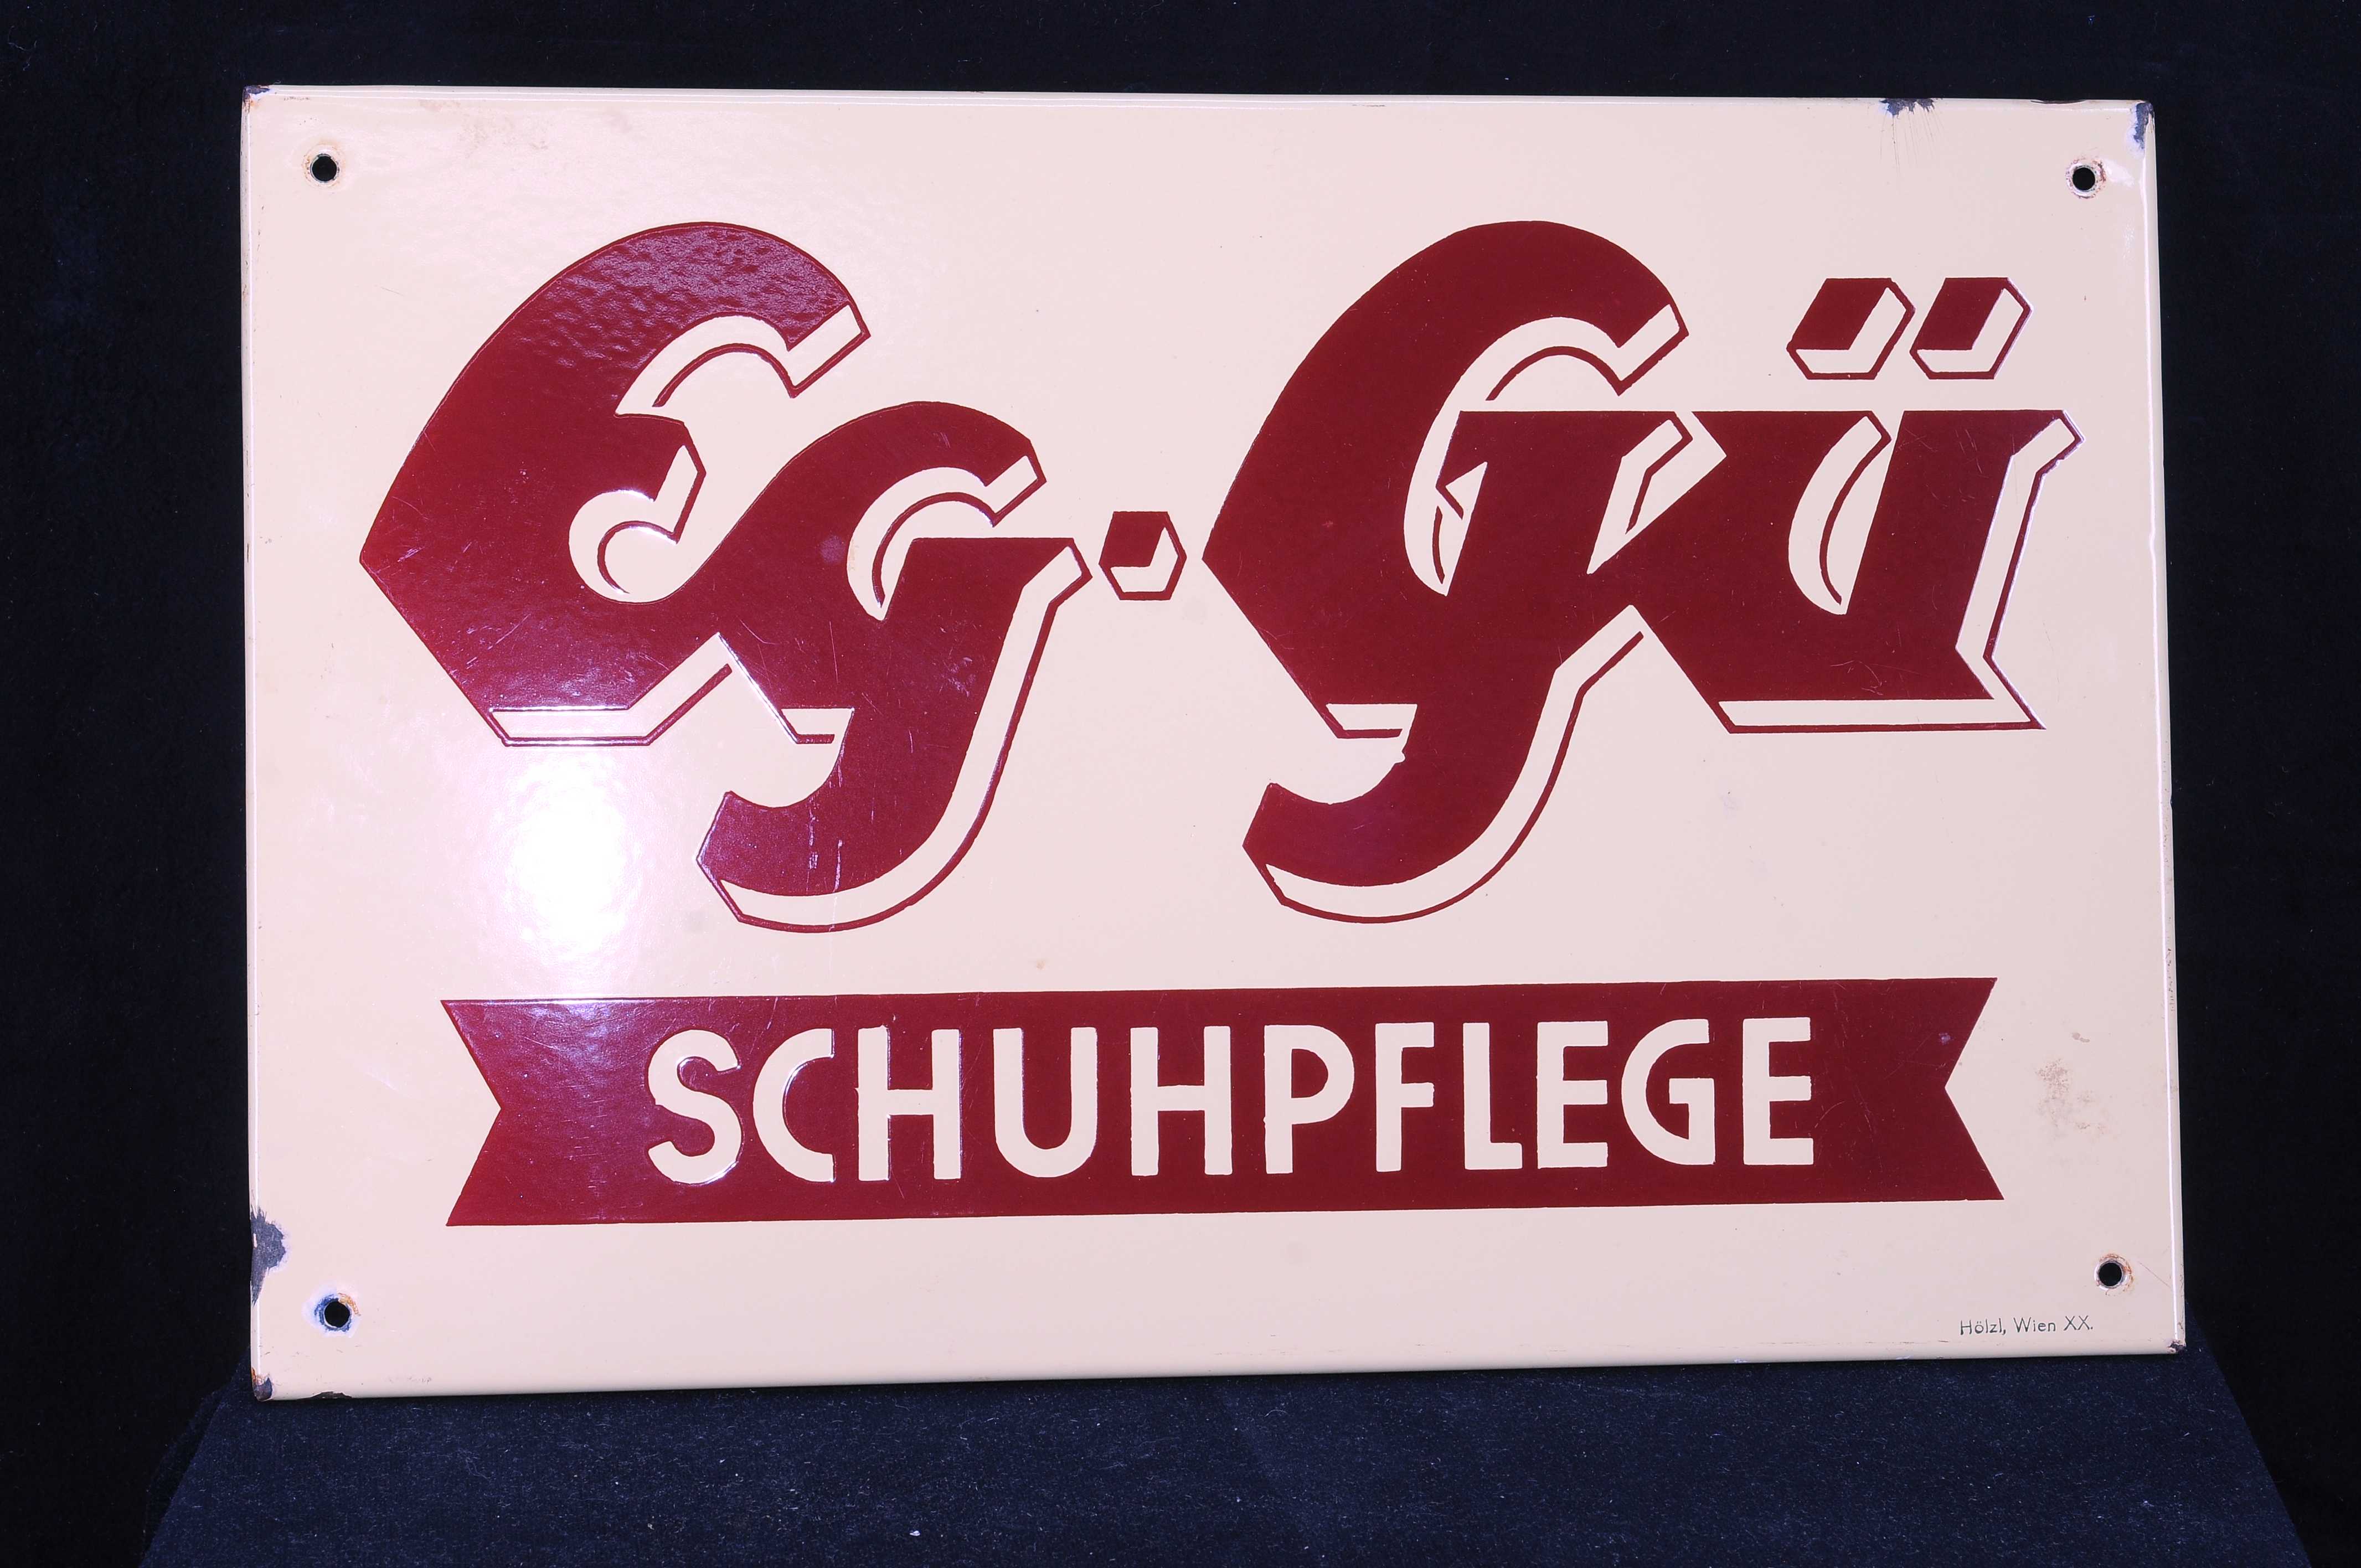 Eg·Gü
SCHUHPFLEGE
Hölzl, Wien XX.